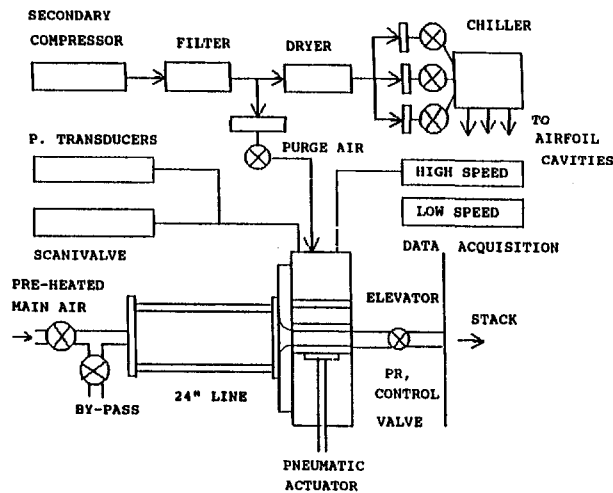 SECONDARY
COMPRESSOR
FILTER
DRYER
CHILLER
TO
AIRFOIL
CAVITIES
P. TRANSDUCERS
PURGE AIR
HIGH SPEED
LOW SPEED
SCANIVALVE
DATA ACQUISITION
PRE-HEATED
MAIN AIR
ELEVATOR
STACK
24" LINE
BY-PASS
PR,
CONTROL
VALVE
PNEUMATIC
ACTUATOR